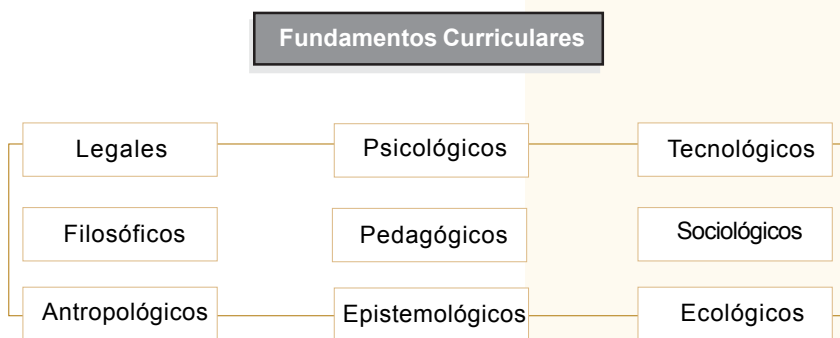 Fundamentos Curriculares
Legales
Psicológicos
Tecnológicos
Filosóficos
Pedagógicos
Sociológicos
Antropológicos
Epistemológicos
Ecológicos